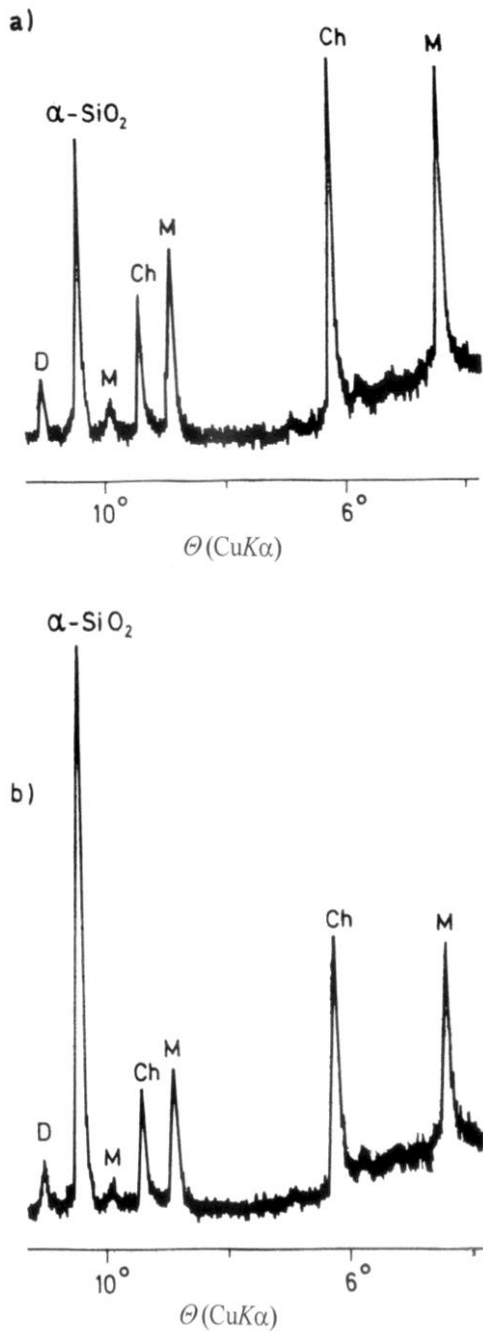 a)
Ch
M
α-SiO₂
M
Ch
D
M
10°
6°
Θ(CuKα)
α-SiO₂
b)
Ch
M
M
Ch
D
M
10°
6°
Θ(CuKα)